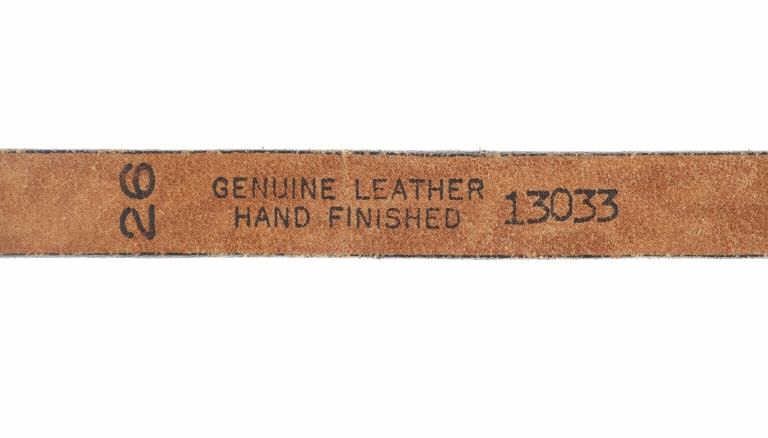 26
GENUINE LEATHER
HAND FINISHED
13033